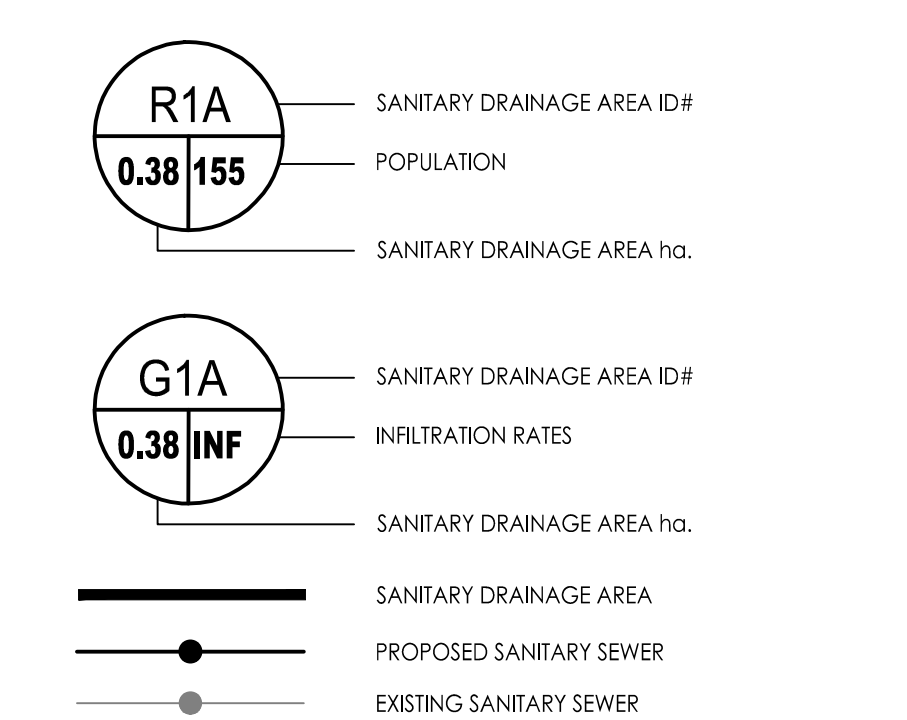 R1A
SANITARY DRAINAGE AREA ID#
0.38 155
POPULATION
SANITARY DRAINAGE AREA ha.
G1A
SANITARY DRAINAGE AREA ID#
0.38 INF
INFILTRATION RATES
SANITARY DRAINAGE AREA ha.
SANITARY DRAINAGE AREA
PROPOSED SANITARY SEWER
EXISTING SANITARY SEWER